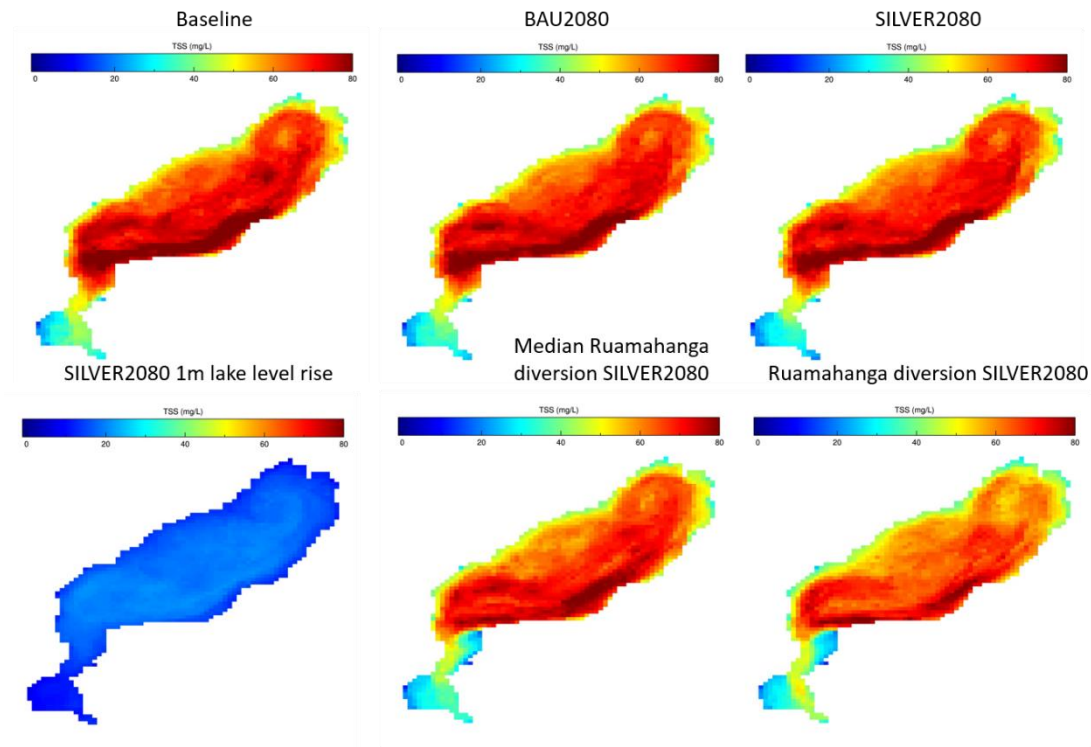 Baseline
BAU2080
SILVER2080
TSS (mg/L)
TSS (mg/L)
TSS (mg/L)
0 20 40 60 80
0 20 40 60 80
0 20 40 60 80
SILVER2080 1m lake level rise
Median Ruamahanga
diversion SILVER2080
Ruamahanga diversion SILVER2080
TSS (mg/L)
TSS (mg/L)
TSS (mg/L)
0 20 40 60 80
0 20 40 60 80
0 20 40 60 80